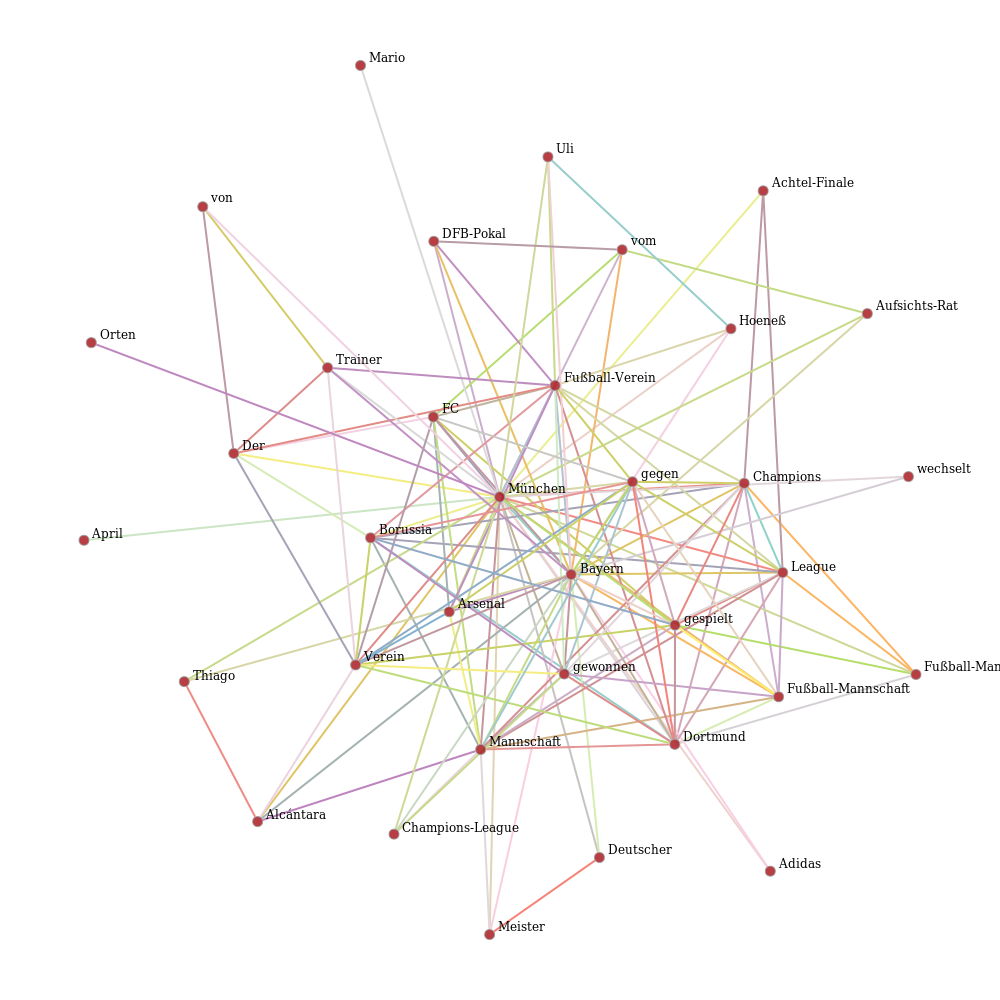 Mario
Uli
Achtel-Finale
von
DFB-Pokal
vom
Aufsichts-Rat
Hoeneß
Orten
Trainer
Fußball-Verein
FC
Der
München
gegen
Champions
wechselt
April
Borussia
Bayern
League
Arsenal
gespielt
Verein
gewonnen
Fußball-Man
Thiago
Fußball-Mannschaft
Mannschaft
Dortmund
Alcántara
Champions-League
Deutscher
Adidas
Meister